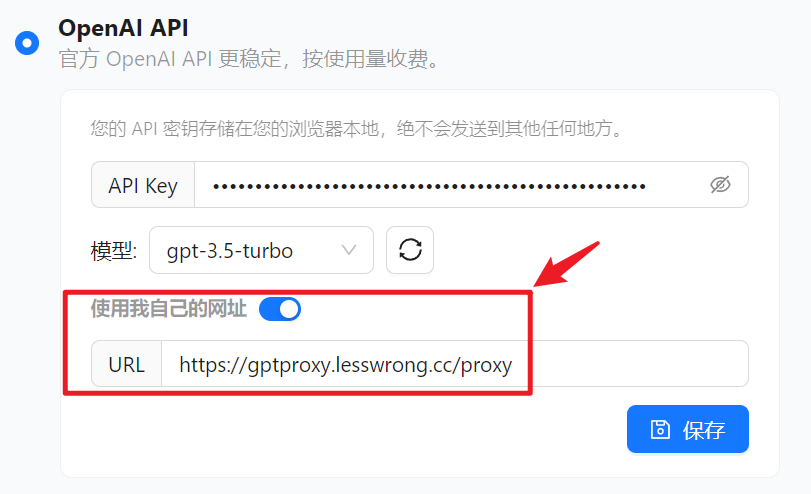 OpenAI API
官方 OpenAI API 更稳定，按使用量收费。
您的 API 密钥存储在您的浏览器本地，绝不会发送到其他任何地方。
API Key ••••••••••••••••••••••••••••••••••••••••••••••••••
模型: gpt-3.5-turbo
使用我自己的网址
URL https://gptproxy.lesswrong.cc/proxy
保存